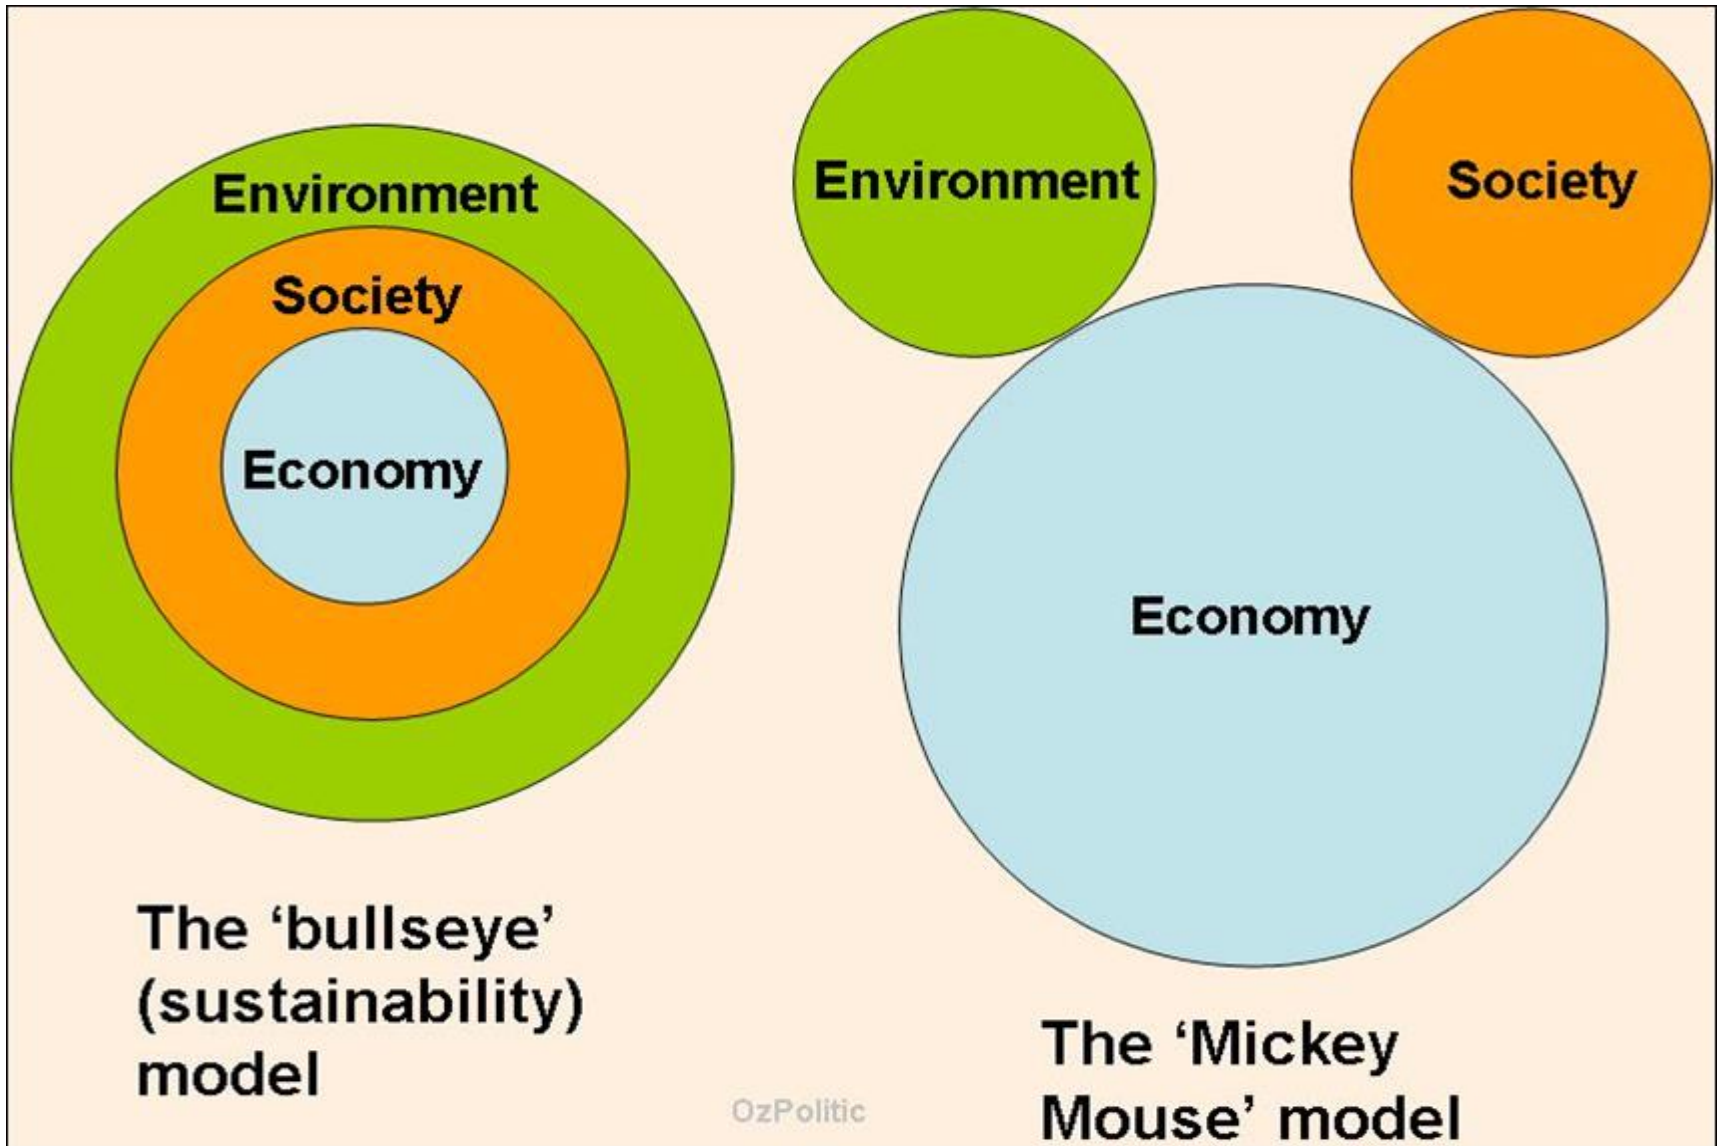 Environment
Society
Economy
The ‘bullseye’
(sustainability)
model
Environment
Society
Economy
The ‘Mickey
Mouse’ model
OzPolitic